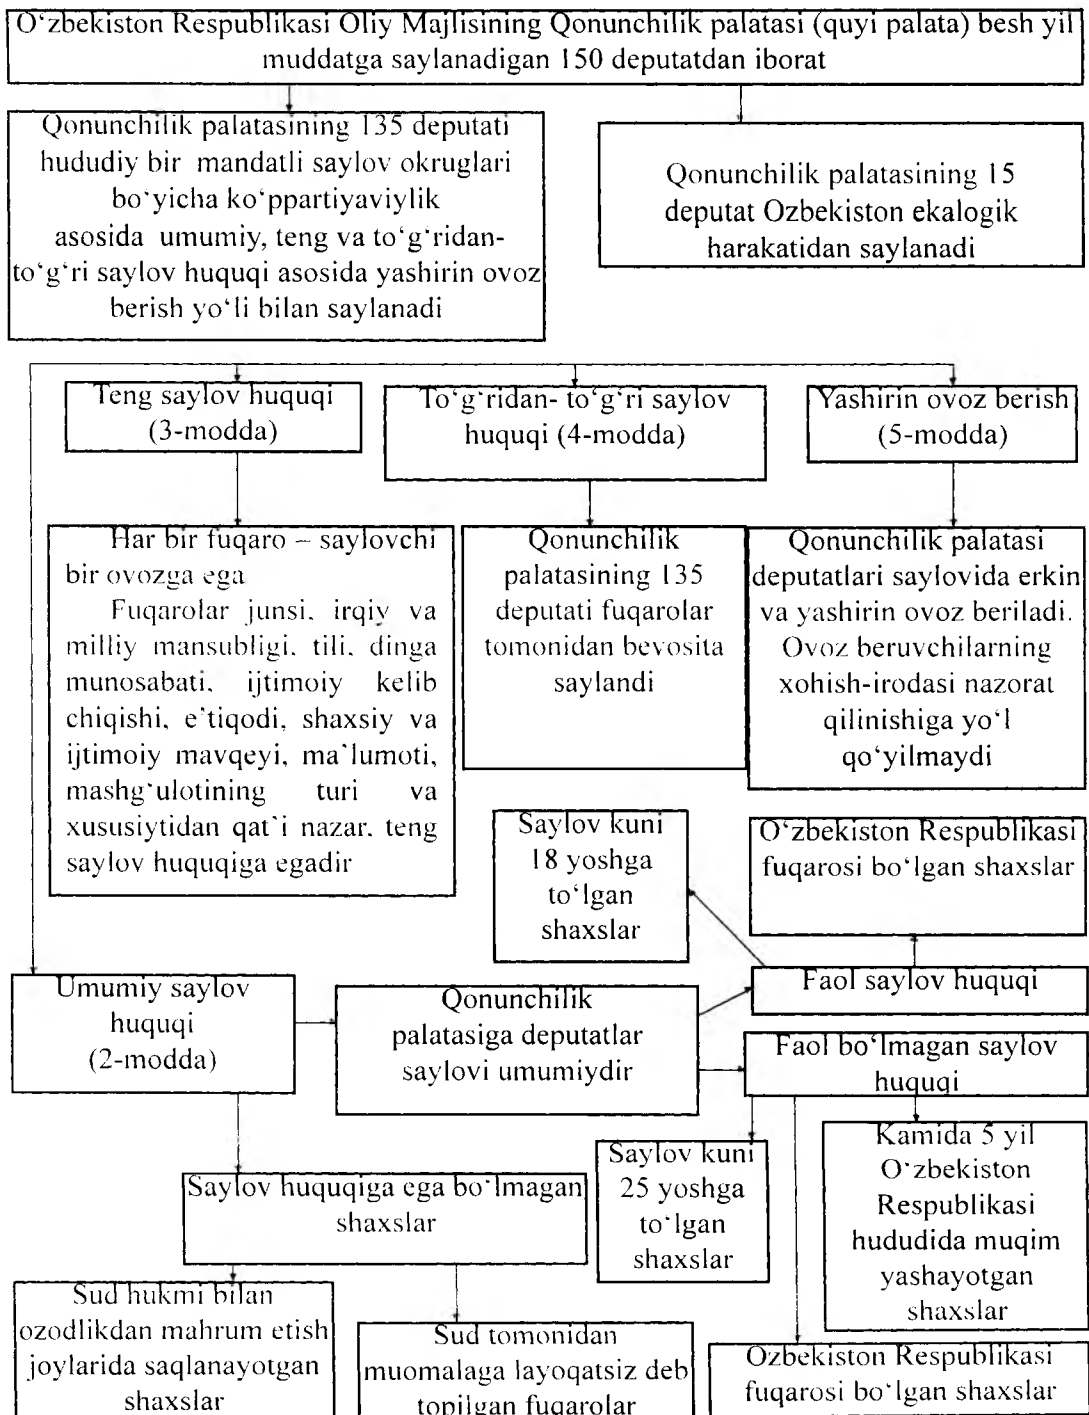 O‘zbekiston Respublikasi Oliy Majlisining Qonunchilik palatasi (quyi palata) besh yil
muddatga saylanadigan 150 deputatdan iborat
Qonunchilik palatasining 135 deputati
hududiy bir mandatli saylov okruglari
bo‘yicha ko‘ppartiyaviylik
asosida umumiy, teng va to‘g‘ridan-
to‘g‘ri saylov huquqi asosida yashirin ovoz
berish yo‘li bilan saylanadi
Qonunchilik palatasining 15
deputat Ozbekiston ekalogik
harakatidan saylanadi
Teng saylov huquqi
(3-modda)
To‘g‘ridan- to‘g‘ri saylov
huquqi (4-modda)
Yashirin ovoz berish
(5-modda)
Har bir fuqaro – saylovchi
bir ovozga ega
Fuqarolar junsi, irqiy va
milliy mansubligi, tili, dinga
munosabati, ijtimoiy kelib
chiqishi, e‘tiqodi, shaxsiy va
ijtimoiy mavqeyi, ma‘lumoti,
mashg‘ulotining turi va
xususiytidan qat‘i nazar, teng
saylov huquqiga egadir
Qonunchilik
palatasining 135
deputati fuqarolar
tomonidan bevosita
saylandi
Qonunchilik palatasi
deputatlari saylovida erkin
va yashirin ovoz beriladi.
Ovoz beruvchilarning
xohish-irodasi nazorat
qilinishiga yo‘l
qo‘yilmaydi
Saylov kuni
18 yoshga
to‘lgan
shaxslar
O‘zbekiston Respublikasi
fuqarosi bo‘lgan shaxslar
Umumiy saylov
huquqi
(2-modda)
Qonunchilik
palatasiga deputatlar
saylovi umumiydir
Faol saylov huquqi
Faol bo‘lmagan saylov
huquqi
Saylov huquqiga ega bo‘lmagan
shaxslar
Saylov kuni
25 yoshga
to‘lgan
shaxslar
Kamida 5 yil
O‘zbekiston
Respublikasi
hududida muqim
yashayotgan
shaxslar
Sud hukmi bilan
ozodlikdan mahrum etish
joylarida saqlanayotgan
shaxslar
Sud tomonidan
muomalaga layoqatsiz deb
topilgan fuqarolar
Ozbekiston Respublikasi
fuqarosi bo‘lgan shaxslar